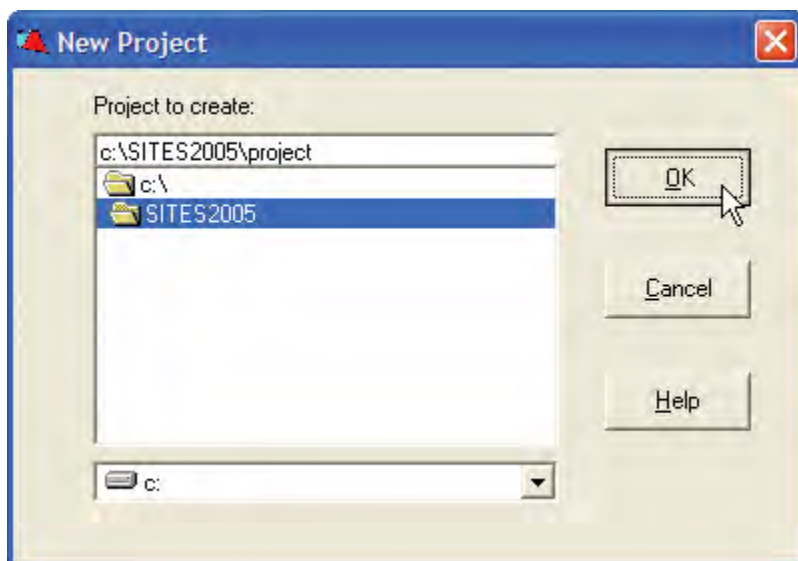 New Project
Project to create:
c:\SITES2005\project
c:\
SITES2005
OK
Cancel
Help
c: